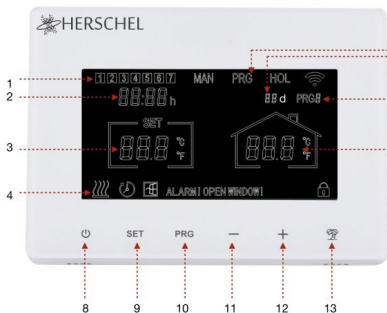 HERSCHEL
1 1 2 3 4 5 6 7 MAN PRG HOL
2 88:88 h 88 d PRG8
SET
3 888 °C °F 888 °C °F
4 ALARM! OPEN WINDOW!
SET PRG − +
8 9 10 11 12 13